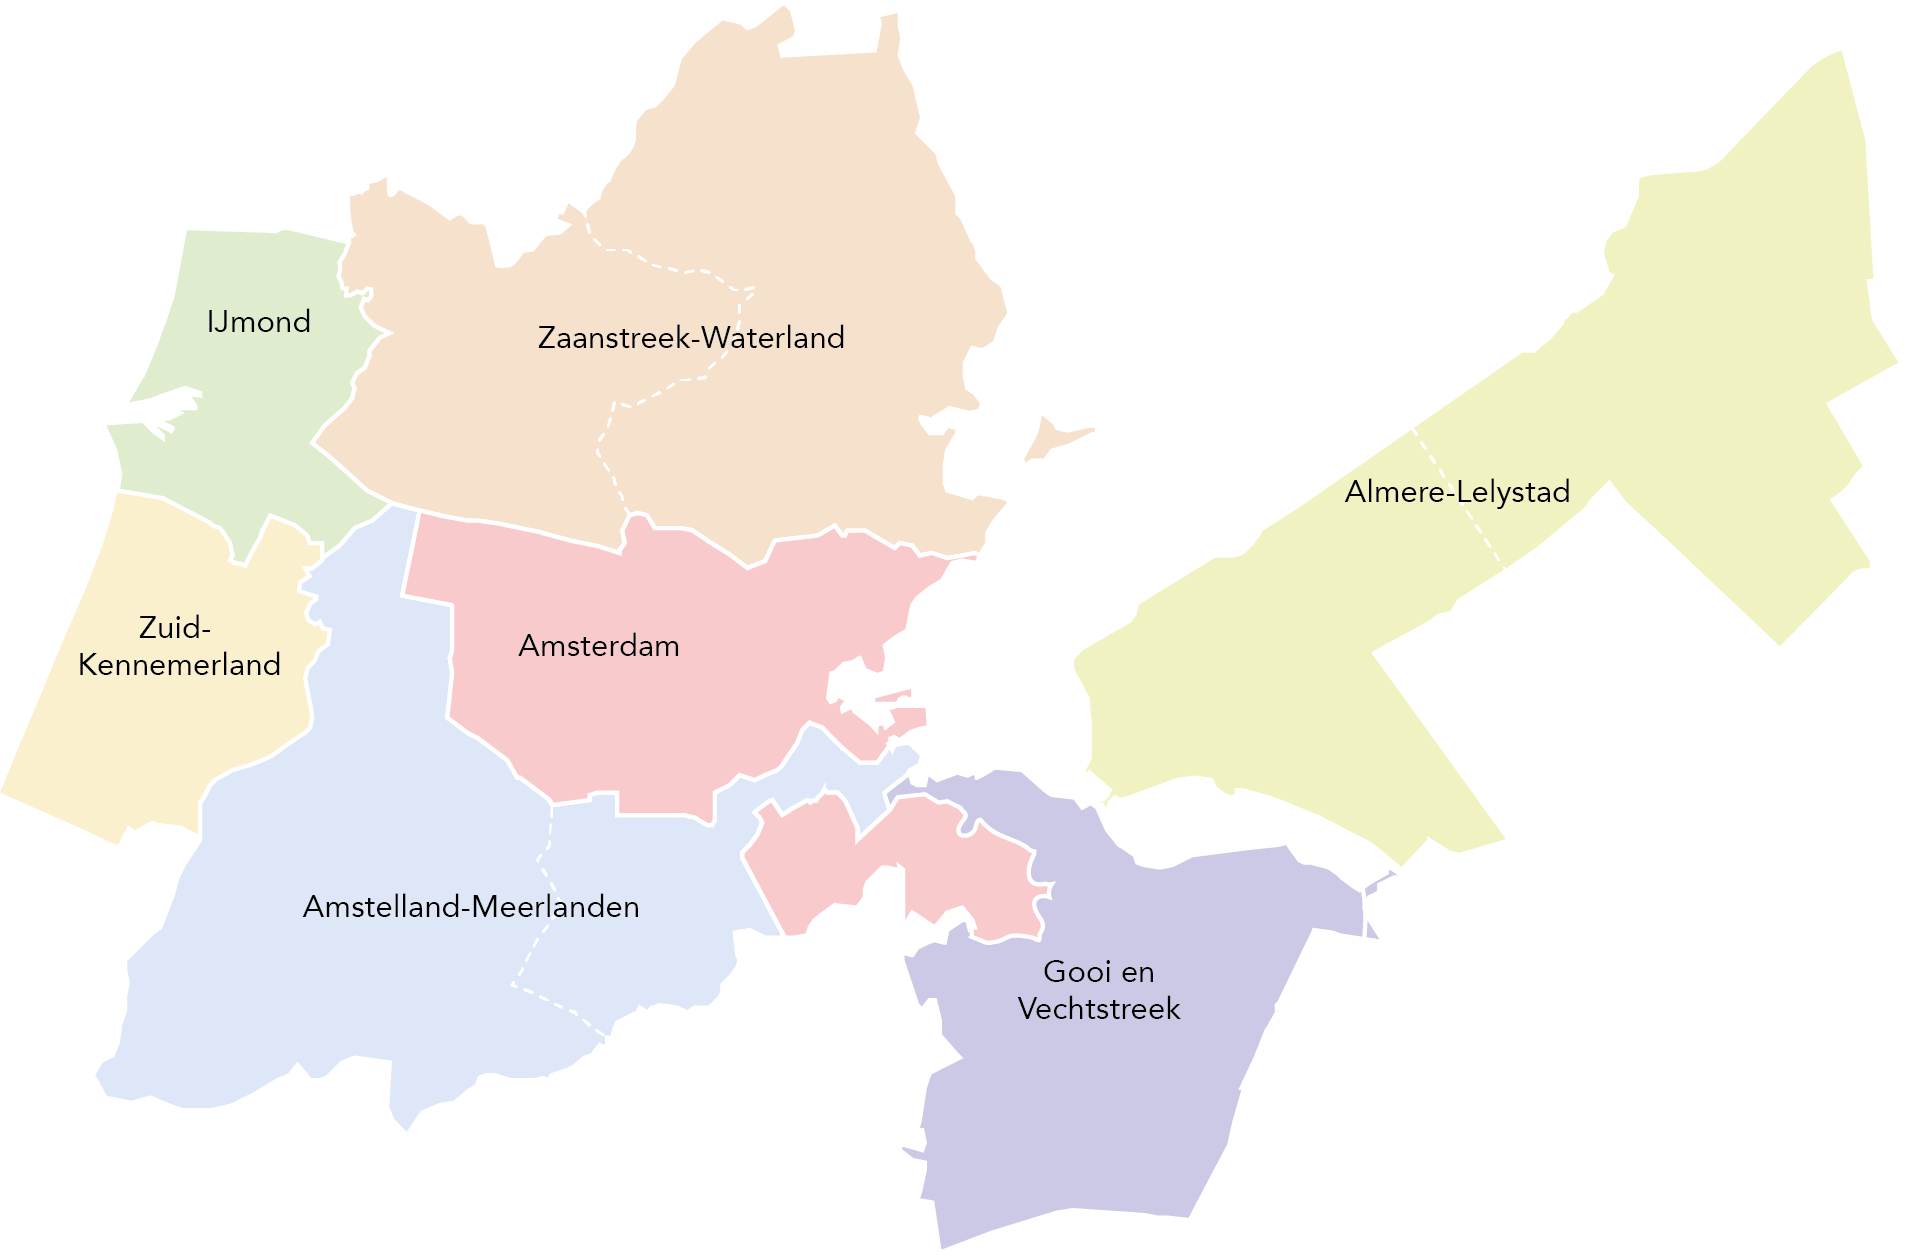 IJmond
Zaanstreek-Waterland
Almere-Lelystad
Zuid-
Kennemerland
Amsterdam
Amstelland-Meerlanden
Gooi en
Vechtstreek